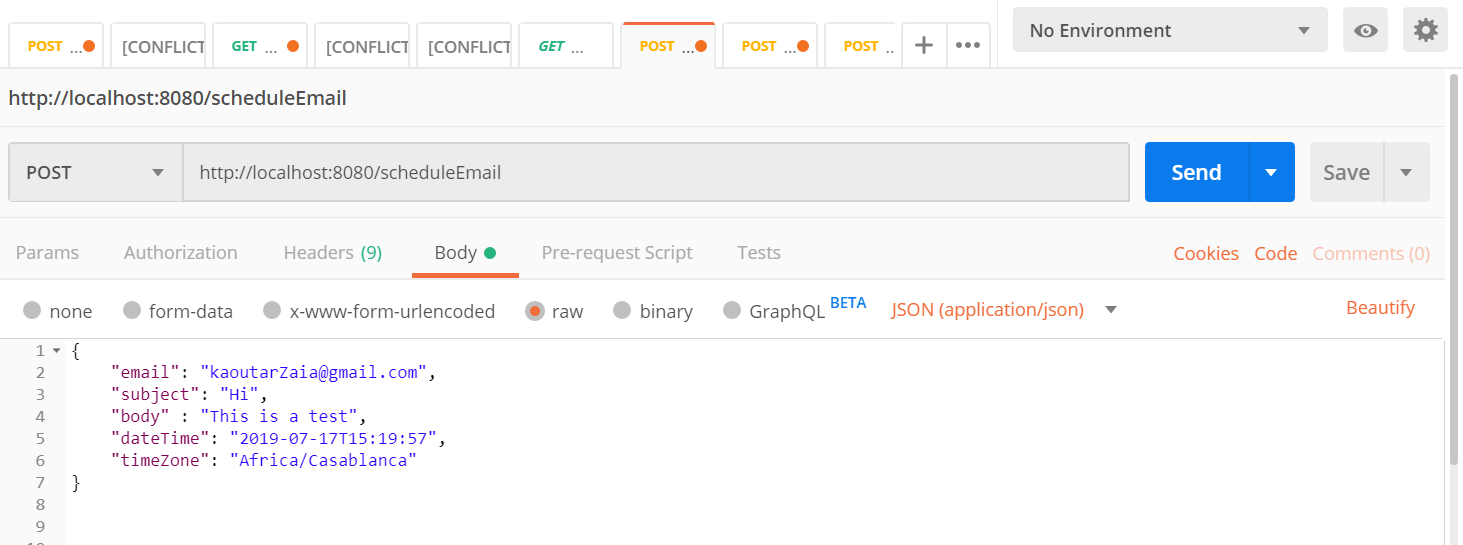 POST ... [CONFLICT GET ... [CONFLICT [CONFLICT GET ... POST ... POST ... POST .. No Environment
http://localhost:8080/scheduleEmail
POST http://localhost:8080/scheduleEmail Send Save
Params Authorization Headers (9) Body Pre-request Script Tests Cookies Code Comments (0)
none form-data x-www-form-urlencoded raw binary GraphQL BETA JSON (application/json) Beautify
1 {
2 "email": "kaoutarZaia@gmail.com",
3 "subject": "Hi",
4 "body" : "This is a test",
5 "dateTime": "2019-07-17T15:19:57",
6 "timeZone": "Africa/Casablanca"
7 }
8
9